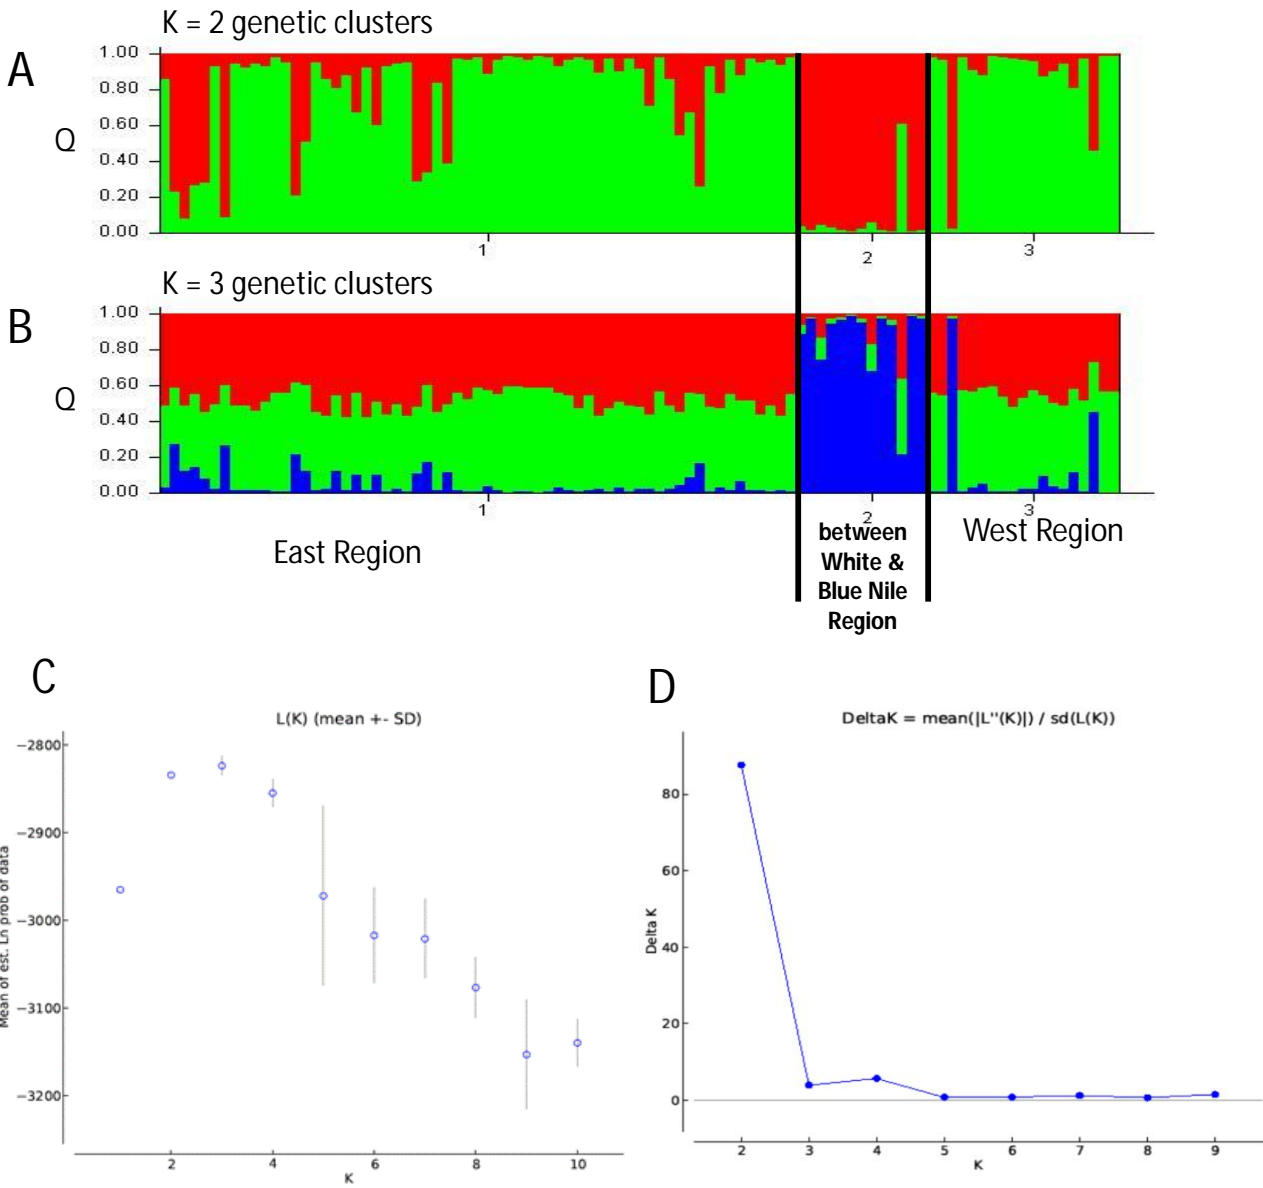 K = 2 genetic clusters
A
1.00
0.80
0.60
Q
0.40
0.20
0.00
1
2
3
K = 3 genetic clusters
B
1.00
0.80
0.60
Q
0.40
0.20
0.00
1
2
3
East Region
between
White &
Blue Nile
Region
West Region
C
L(K) (mean +- SD)
Mean of est. Ln prob of data
−2800
−2900
−3000
−3100
−3200
2
4
6
8
10
K
D
DeltaK = mean(|L''(K)|) / sd(L(K))
Delta K
80
60
40
20
0
2
3
4
5
6
7
8
9
K